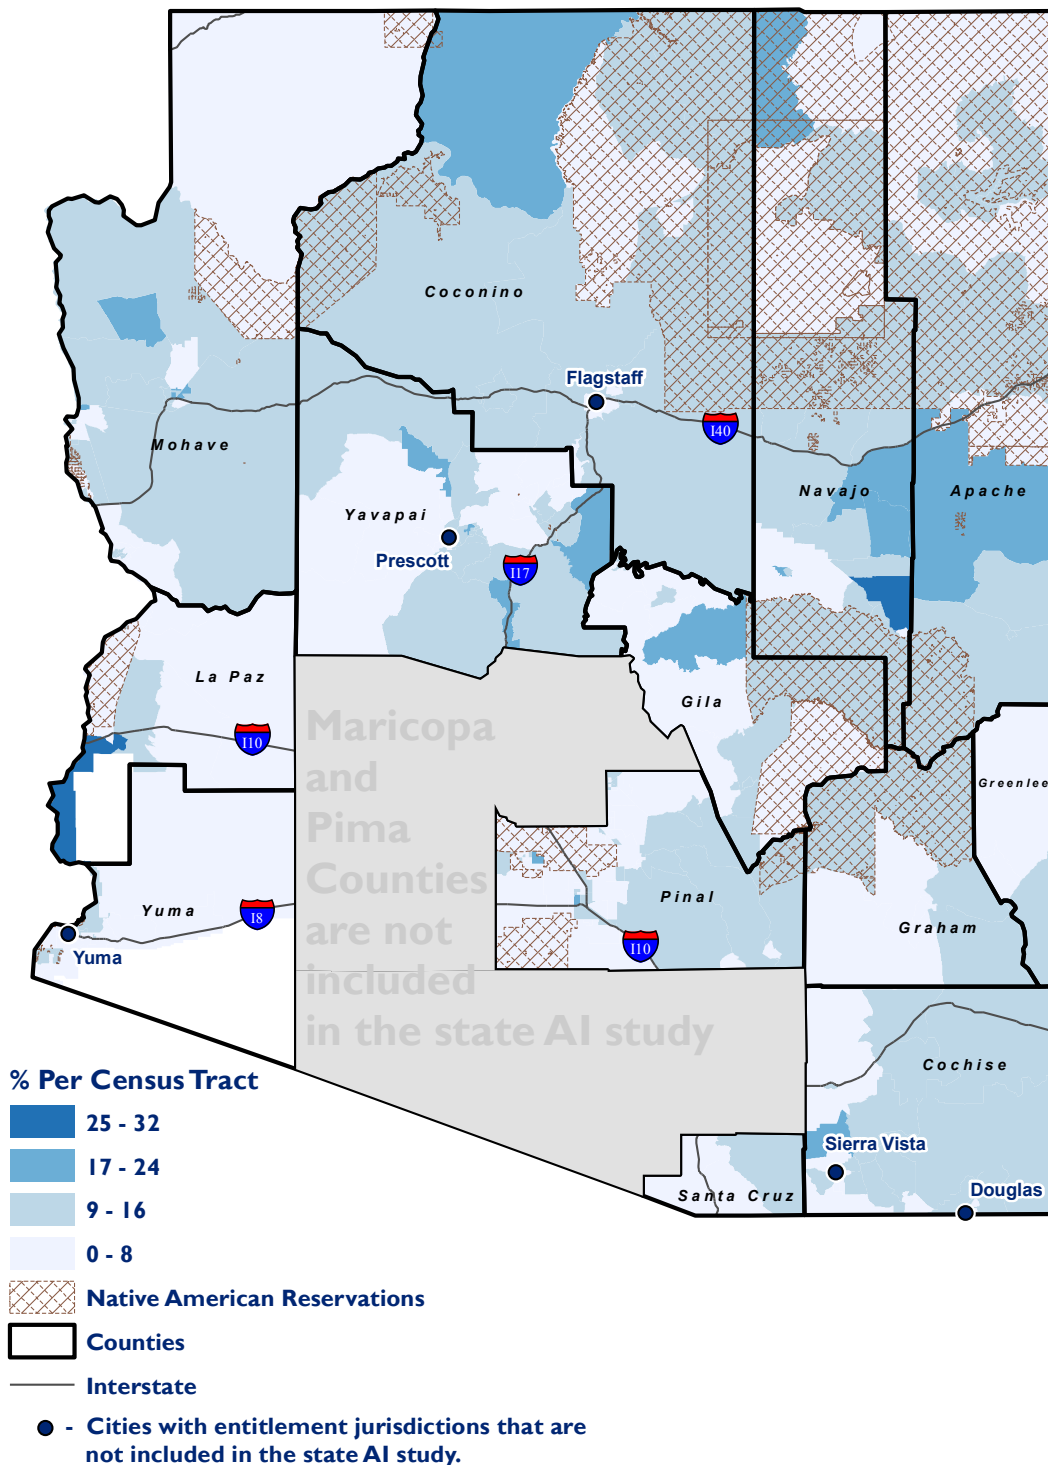 Coconino
Flagstaff
I40
Mohave
Navajo
Apache
Yavapai
Prescott
I17
La Paz
Gila
I10
Maricopa
and
Pima
Counties
are not
included
in the state AI study
Greenlee
Pinal
Yuma
I8
Graham
I10
Yuma
Cochise
Sierra Vista
Santa Cruz
Douglas
% Per Census Tract
25 - 32
17 - 24
9 - 16
0 - 8
Native American Reservations
Counties
Interstate
- Cities with entitlement jurisdictions that are
not included in the state AI study.